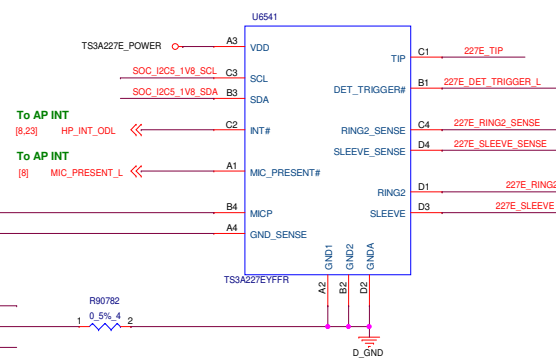 U6541
TS3A227E_POWER
A3
VDD
TIP
C1
227E_TIP
SOC_I2C5_1V8_SCL
C3
SCL
DET_TRIGGER#
B1
227E_DET_TRIGGER_L
SOC_I2C5_1V8_SDA
B3
SDA
To AP INT
[8,23]
HP_INT_ODL
C2
INT#
RING2_SENSE
C4
227E_RING2_SENSE
SLEEVE_SENSE
D4
227E_SLEEVE_SENSE
To AP INT
[8]
MIC_PRESENT_L
A1
MIC_PRESENT#
RING2
D1
227E_RING2
B4
MICP
SLEEVE
D3
227E_SLEEVE
A4
GND_SENSE
GND1
GND2
GNDA
TS3A227EYFFR
A2
B2
D2
R90782
0_5%_4
1
2
D_GND